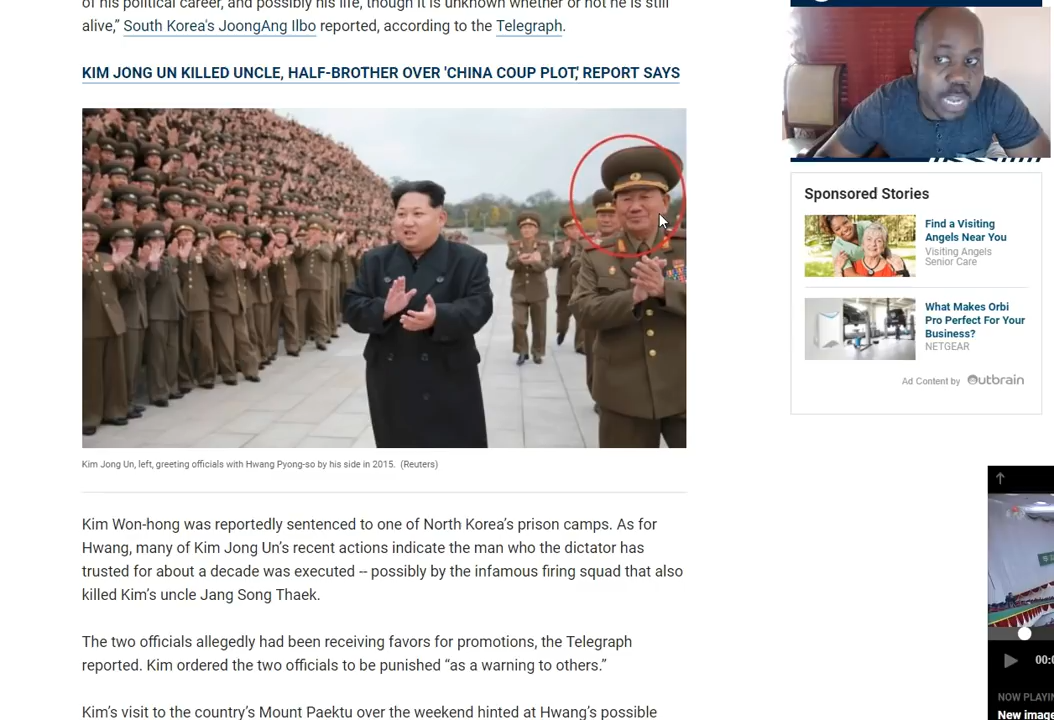 of his political career, and possibly his life, though it is unknown whether or not he is still
alive,” South Korea's JoongAng Ilbo reported, according to the Telegraph.
KIM JONG UN KILLED UNCLE, HALF-BROTHER OVER 'CHINA COUP PLOT,' REPORT SAYS
Kim Jong Un, left, greeting officials with Hwang Pyong-so by his side in 2015. (Reuters)
Kim Won-hong was reportedly sentenced to one of North Korea’s prison camps. As for
Hwang, many of Kim Jong Un’s recent actions indicate the man who the dictator has
trusted for about a decade was executed -- possibly by the infamous firing squad that also
killed Kim’s uncle Jang Song Thaek.
The two officials allegedly had been receiving favors for promotions, the Telegraph
reported. Kim ordered the two officials to be punished “as a warning to others.”
Kim’s visit to the country’s Mount Paektu over the weekend hinted at Hwang’s possible
Sponsored Stories
Find a Visiting
Angels Near You
Visiting Angels
Senior Care
What Makes Orbi
Pro Perfect For Your
Business?
NETGEAR
Ad Content by Outbrain
00:0
NOW PLAYIN
New image